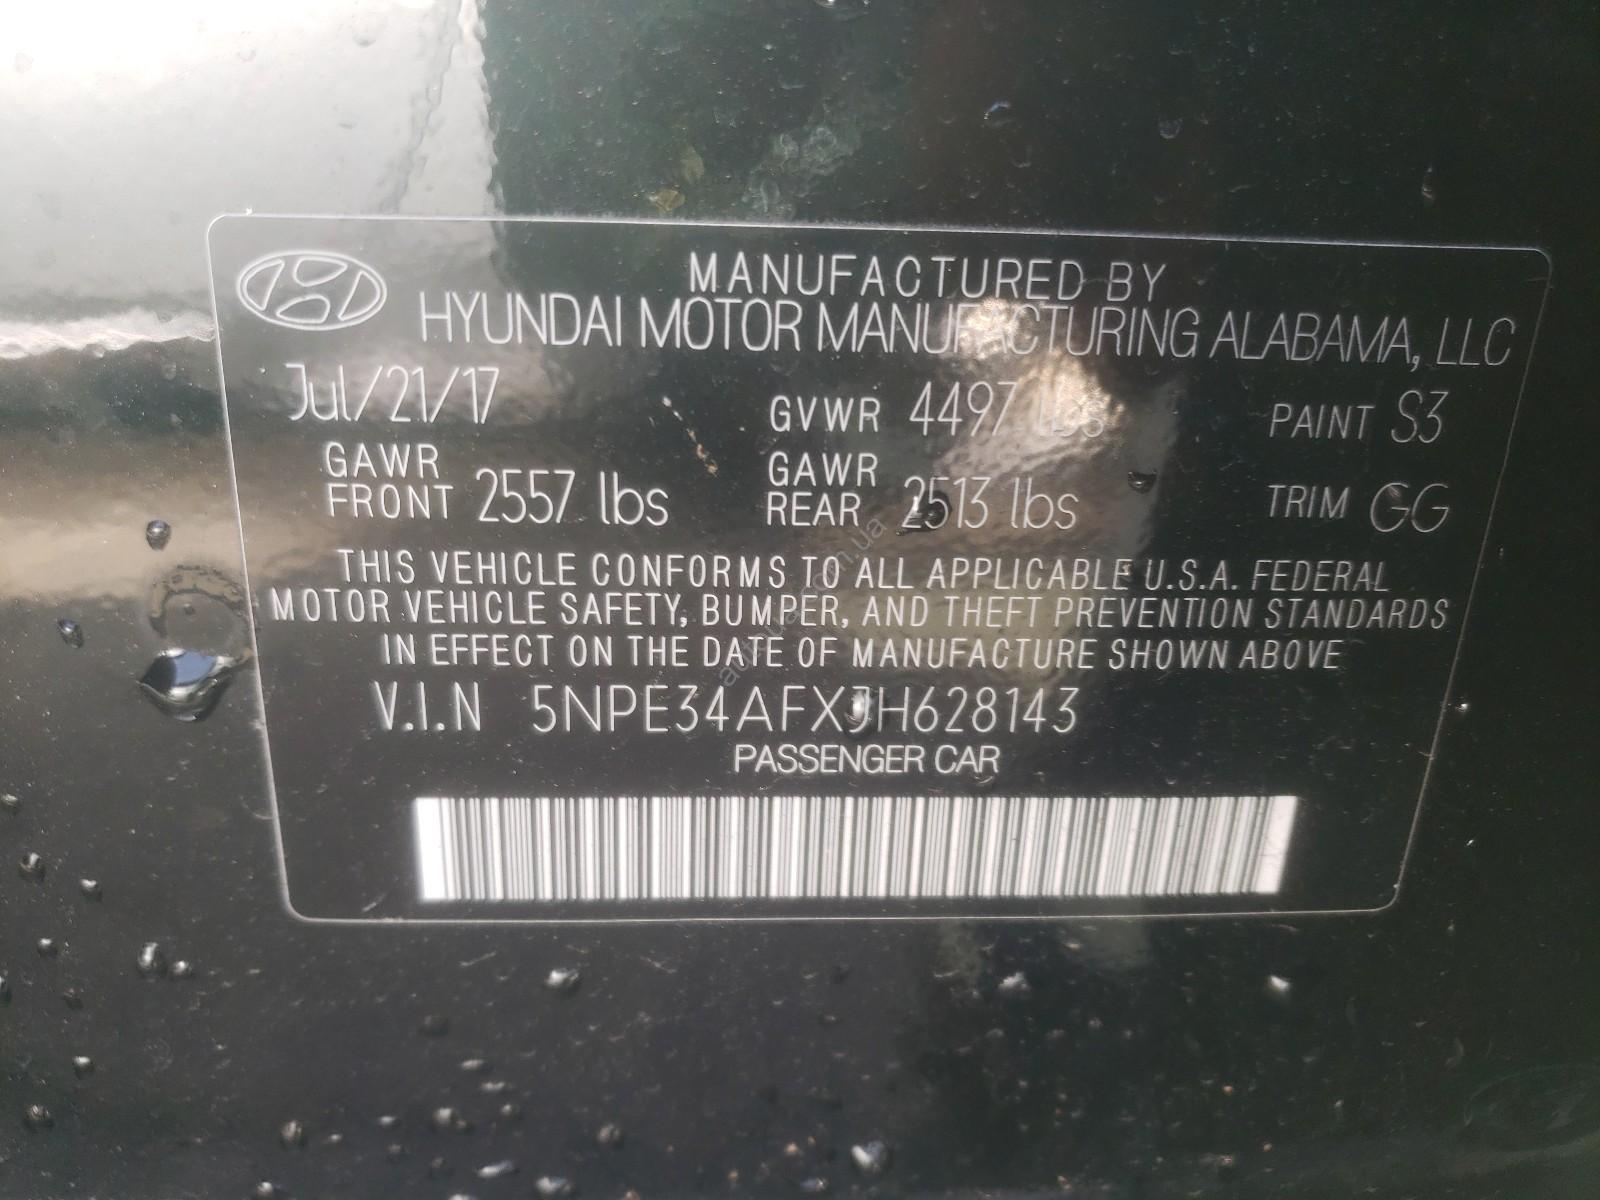 MANUFACTURED BY
HYUNDAI MOTOR MANUFACTURING ALABAMA, LLC
Jul/21/17 GVWR 4497 lbs PAINT S3
GAWR FRONT 2557 lbs GAWR REAR 2513 lbs TRIM GG
THIS VEHICLE CONFORMS TO ALL APPLICABLE U.S.A. FEDERAL
MOTOR VEHICLE SAFETY, BUMPER, AND THEFT PREVENTION STANDARDS
IN EFFECT ON THE DATE OF MANUFACTURE SHOWN ABOVE
V.I.N 5NPE34AFXJH628143
PASSENGER CAR